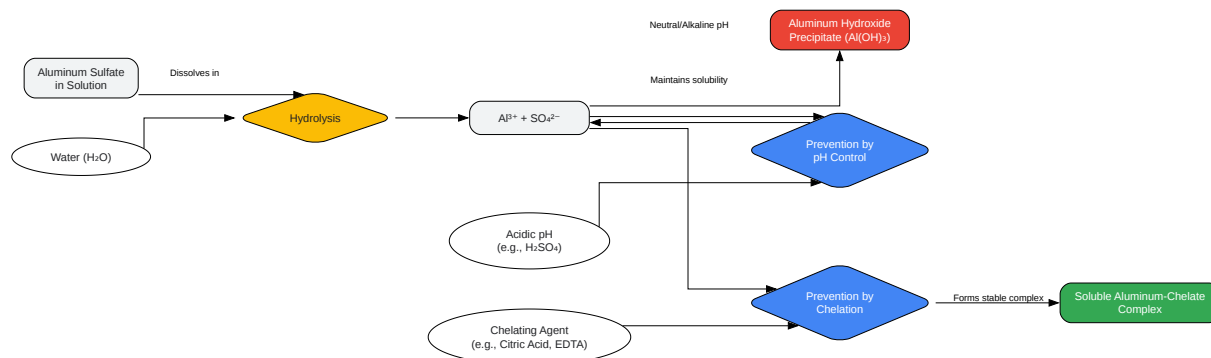 Neutral/Alkaline pH
Aluminum Hydroxide
Precipitate (Al(OH)₃)
Aluminum Sulfate
in Solution
Dissolves in
Maintains solubility
Hydrolysis
Al³⁺ + SO₄²⁻
Prevention by
pH Control
Water (H₂O)
Acidic pH
(e.g., H₂SO₄)
Prevention by
Chelation
Forms stable complex
Soluble Aluminum-Chelate
Complex
Chelating Agent
(e.g., Citric Acid, EDTA)